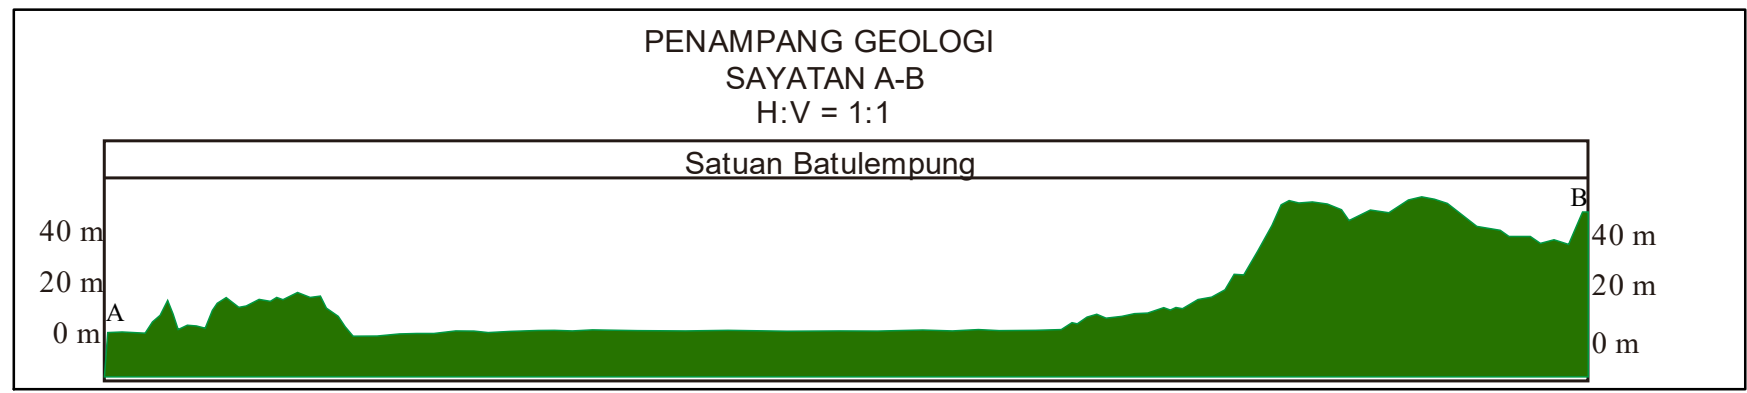 PENAMPANG GEOLOGI
SAYATAN A-B
H:V = 1:1
Satuan Batulempung
B
40 m
40 m
20 m
20 m
A
0 m
0 m